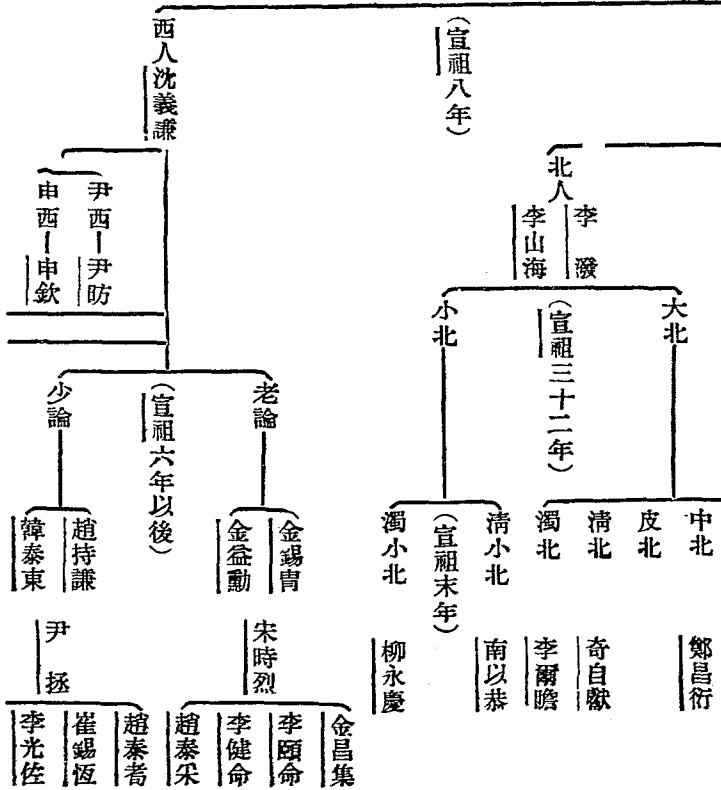 (宣祖八年)
西人沈義謙
北人
李潑
李山海
尹西 尹昉
申西 申欽
大北
(宣祖三十二年)
小北
老論
(宣祖六年以後)
少論
中北 鄭昌衍
皮北
清北 奇自獻
濁北 李爾瞻
清小北 南以恭
(宣祖末年)
濁小北 柳永慶
金錫胄
金益勳
趙持謙
韓泰東
宋時烈
尹拯
金昌集
李頤命
李健命
趙泰采
趙泰耇
崔錫恆
李光佐